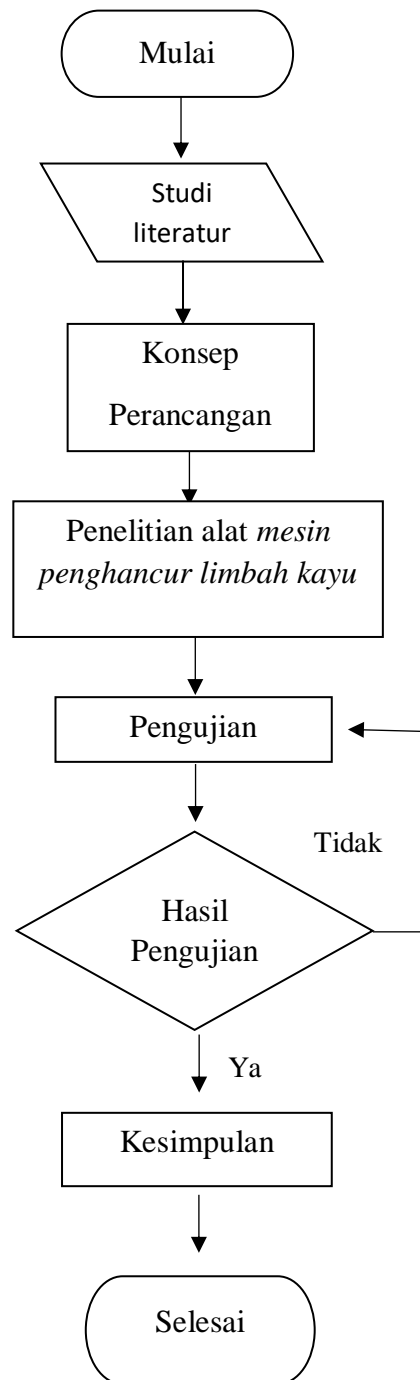 Mulai
Studi
literatur
Konsep
Perancangan
Penelitian alat mesin
penghancur limbah kayu
Pengujian
Tidak
Hasil
Pengujian
Ya
Kesimpulan
Selesai